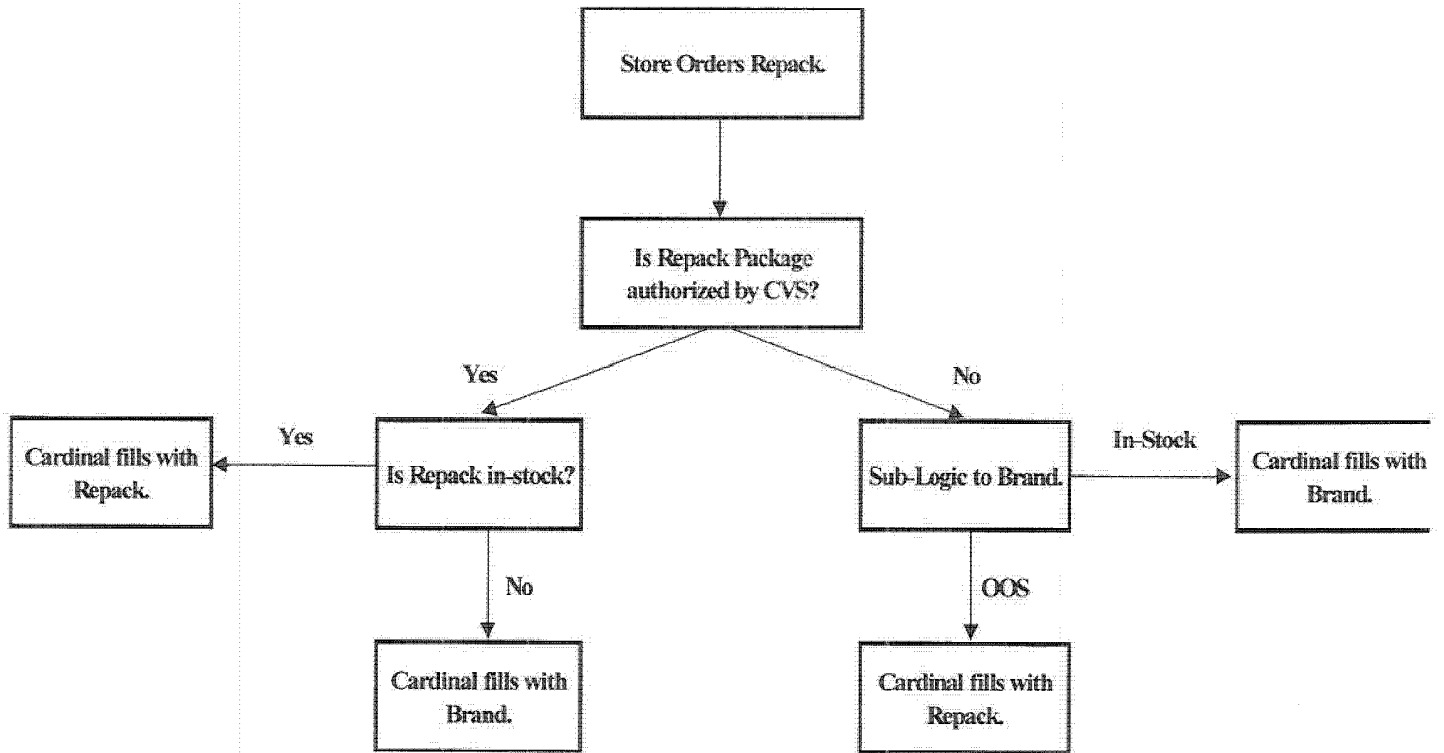 Store Orders Repack.
Is Repack Package
authorized by CVS?
Yes
No
Cardinal fills with
Repack.
Yes
Is Repack in-stock?
Sub-Logic to Brand.
In-Stock
Cardinal fills with
Brand.
No
OOS
Cardinal fills with
Brand.
Cardinal fills with
Repack.